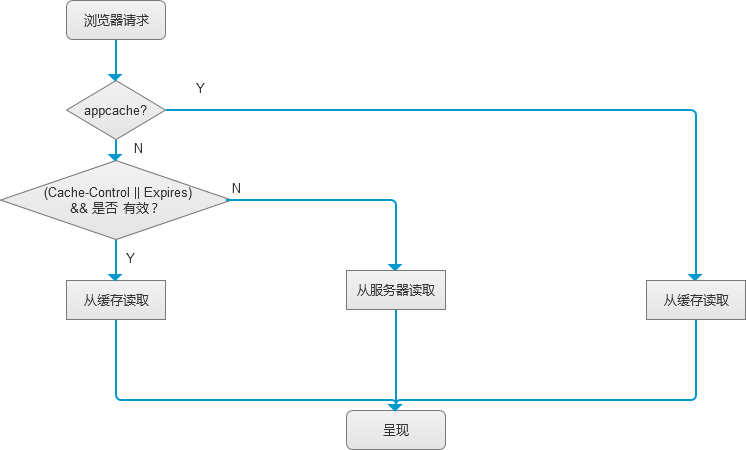 浏览器请求
Y
appcache?
N
(Cache-Control || Expires)
&& 是否 有效？
N
Y
从缓存读取
从服务器读取
从缓存读取
呈现